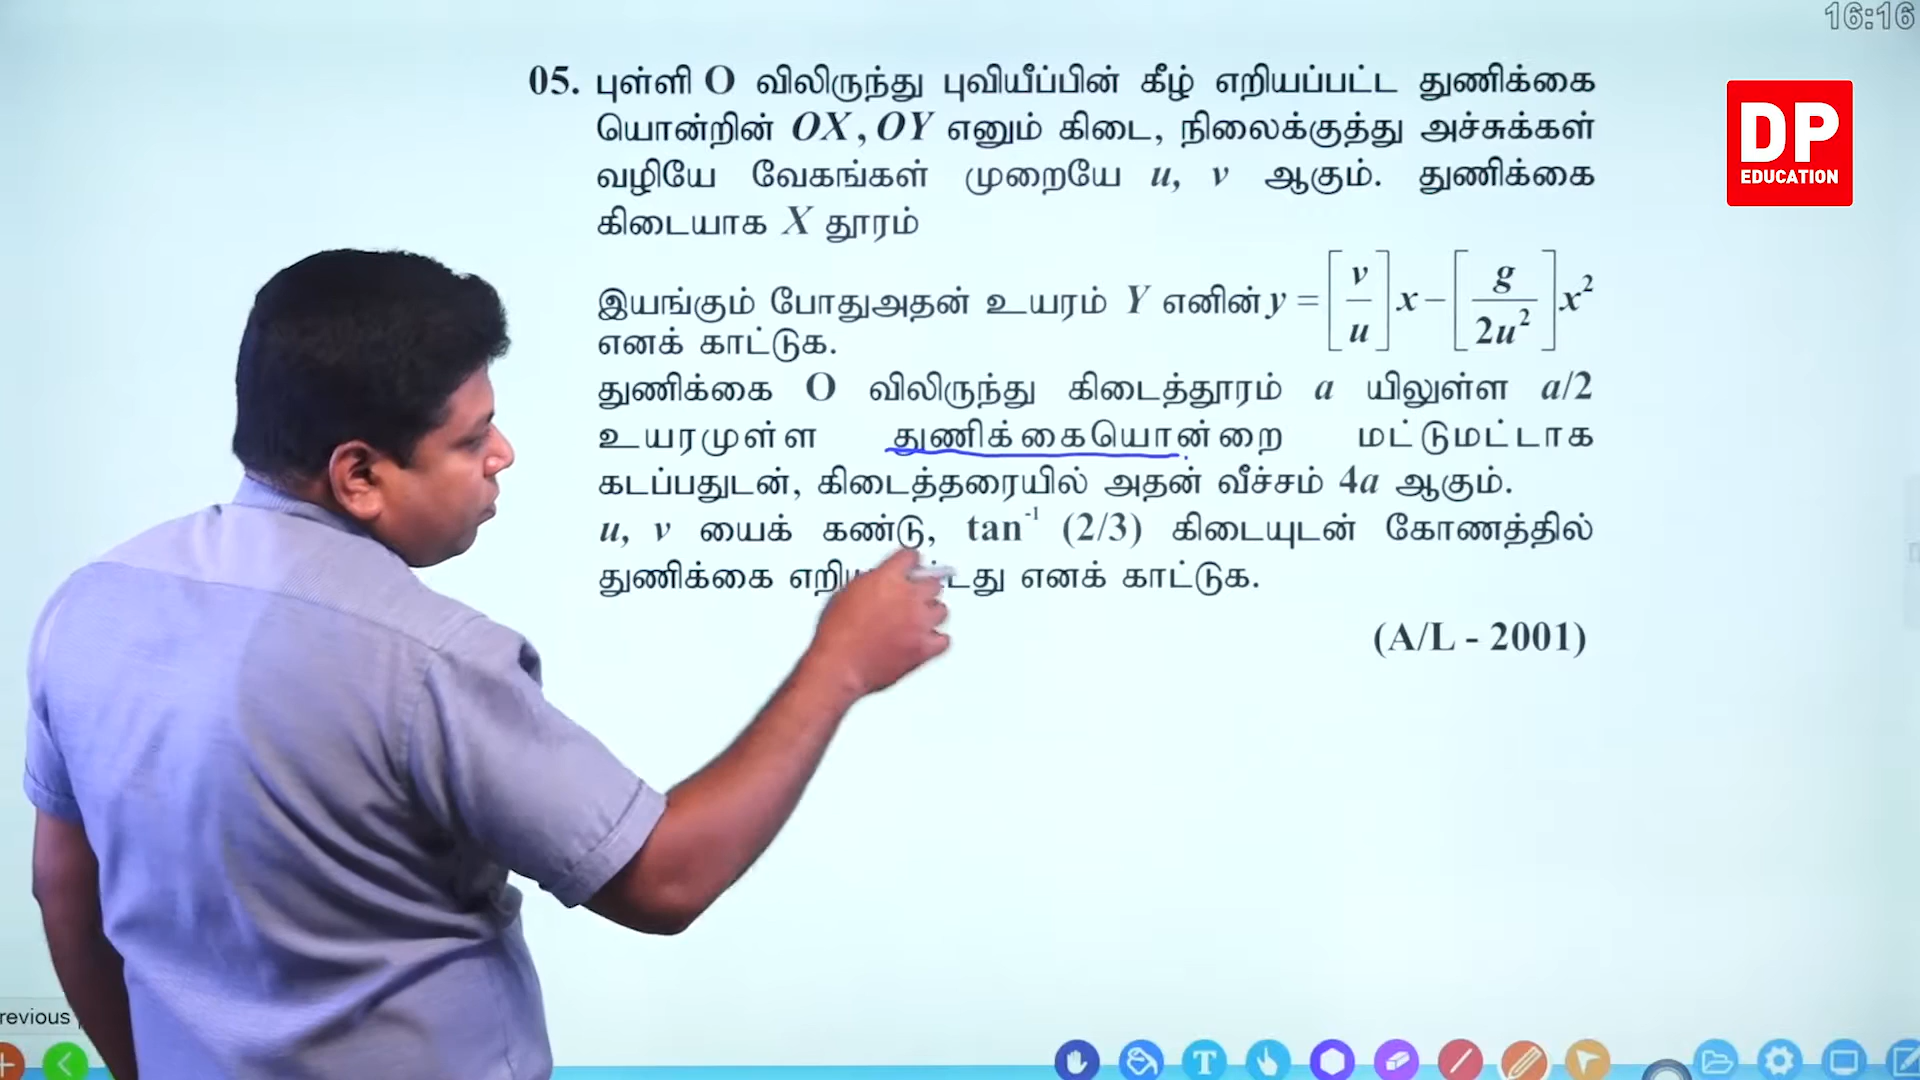 16:16
DP
EDUCATION
05. புள்ளி O விலிருந்து புவியீப்பின் கீழ் எறியப்பட்ட துணிக்கை
யொன்றின் OX, OY எனும் கிடை, நிலைக்குத்து அச்சுக்கள்
வழியே வேகங்கள் முறையே u, v ஆகும். துணிக்கை
கிடையாக X தூரம்
இயங்கும் போதுஅதன் உயரம் Y எனின் y = [v/u] x − [g/2u²] x²
எனக் காட்டுக.
துணிக்கை O விலிருந்து கிடைத்தூரம் a யிலுள்ள a/2
உயரமுள்ள துணிக்கையொன்றை மட்டுமட்டாக
கடப்பதுடன், கிடைத்தரையில் அதன் வீச்சம் 4a ஆகும்.
u, v யைக் கண்டு, tan⁻¹ (2/3) கிடையுடன் கோணத்தில்
துணிக்கை எனக் காட்டுக.
(A/L - 2001)
revious
T